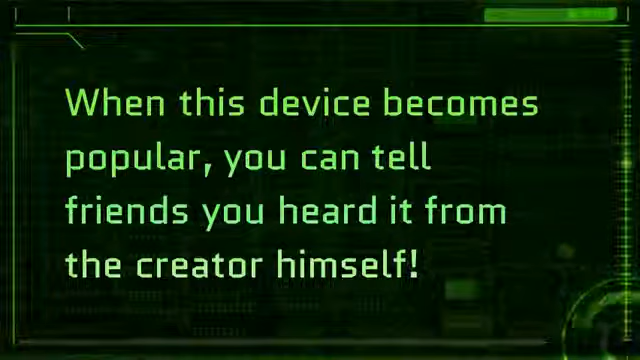 When this device becomes
popular, you can tell
friends you heard it from
the creator himself!